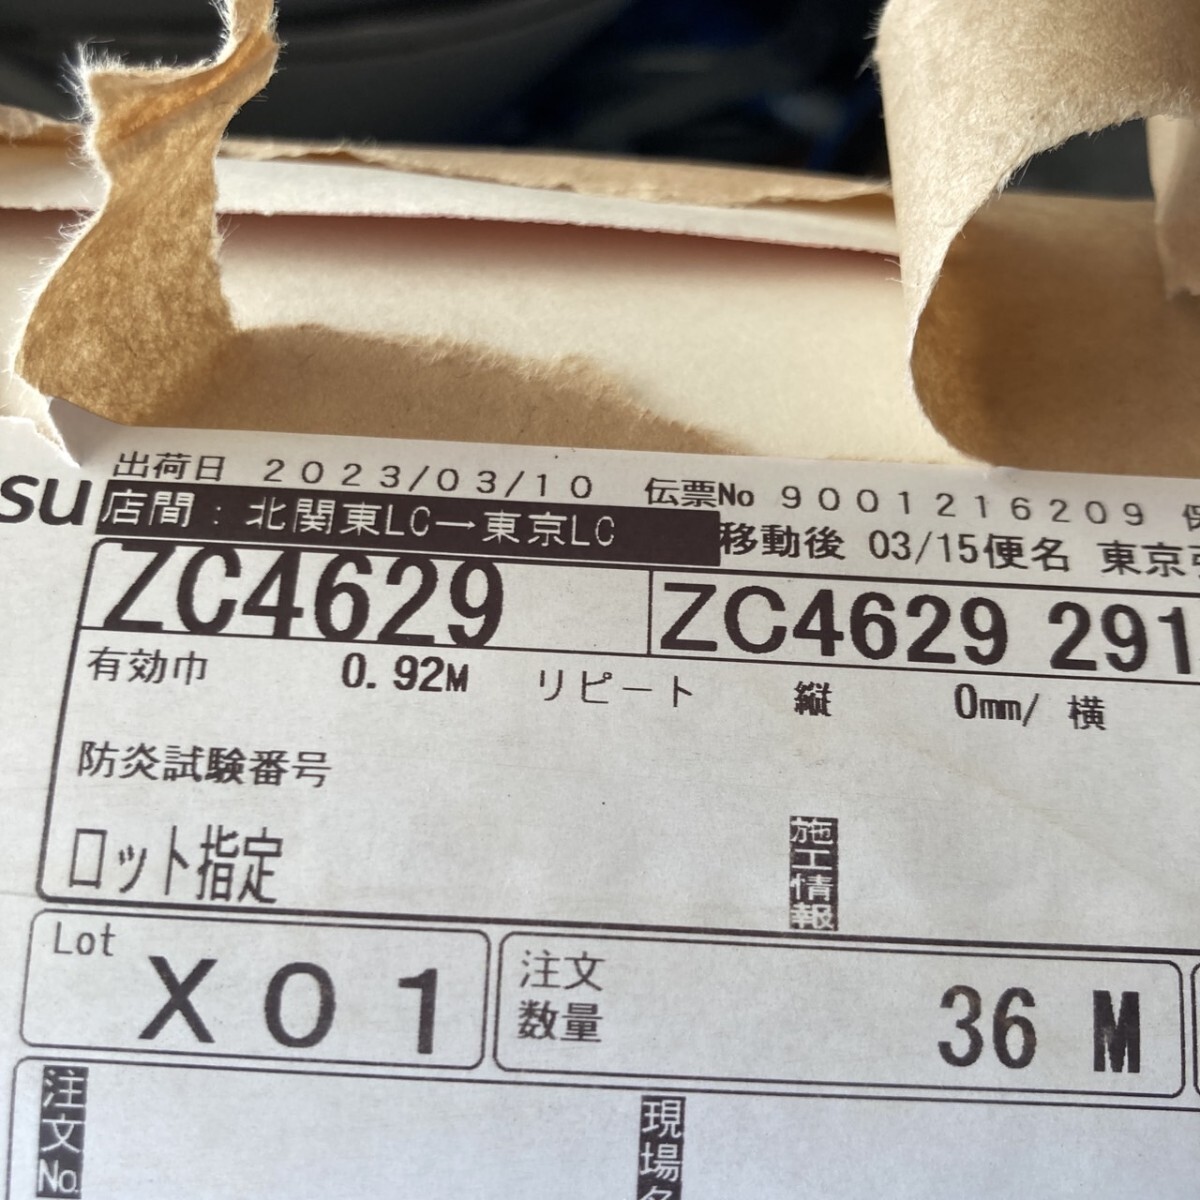 su
出荷日 2023/03/10 伝票No 9001216209
店間：北関東LC→東京LC
移動後 03/15便名 東京
ZC4629
ZC4629 291
有効巾 0.92M リピート 縦 0mm/ 横
防炎試験番号
ロット指定
施工情報
Lot
X01
注文
数量
36 M
注文No.
現場名